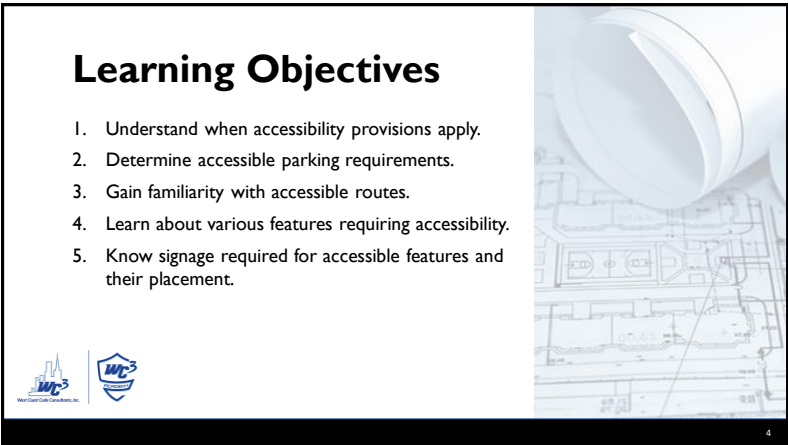 Learning Objectives
1. Understand when accessibility provisions apply.
2. Determine accessible parking requirements.
3. Gain familiarity with accessible routes.
4. Learn about various features requiring accessibility.
5. Know signage required for accessible features and
their placement.
WC3
West Coast Code Consultants, Inc.
WC3
ACADEMY
4